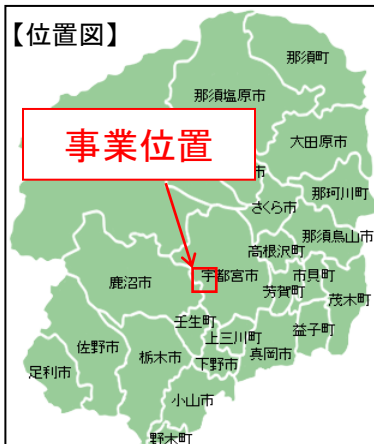 【位置図】
那須町
那須塩原市
大田原市
事業位置
市
那珂川町
さくら市
那須烏山市
高根沢町
宇都宮市
市貝町
鹿沼市
芳賀町
茂木町
壬生町
上三川町
益子町
佐野市
栃木市
下野市
真岡市
足利市
小山市
野木町